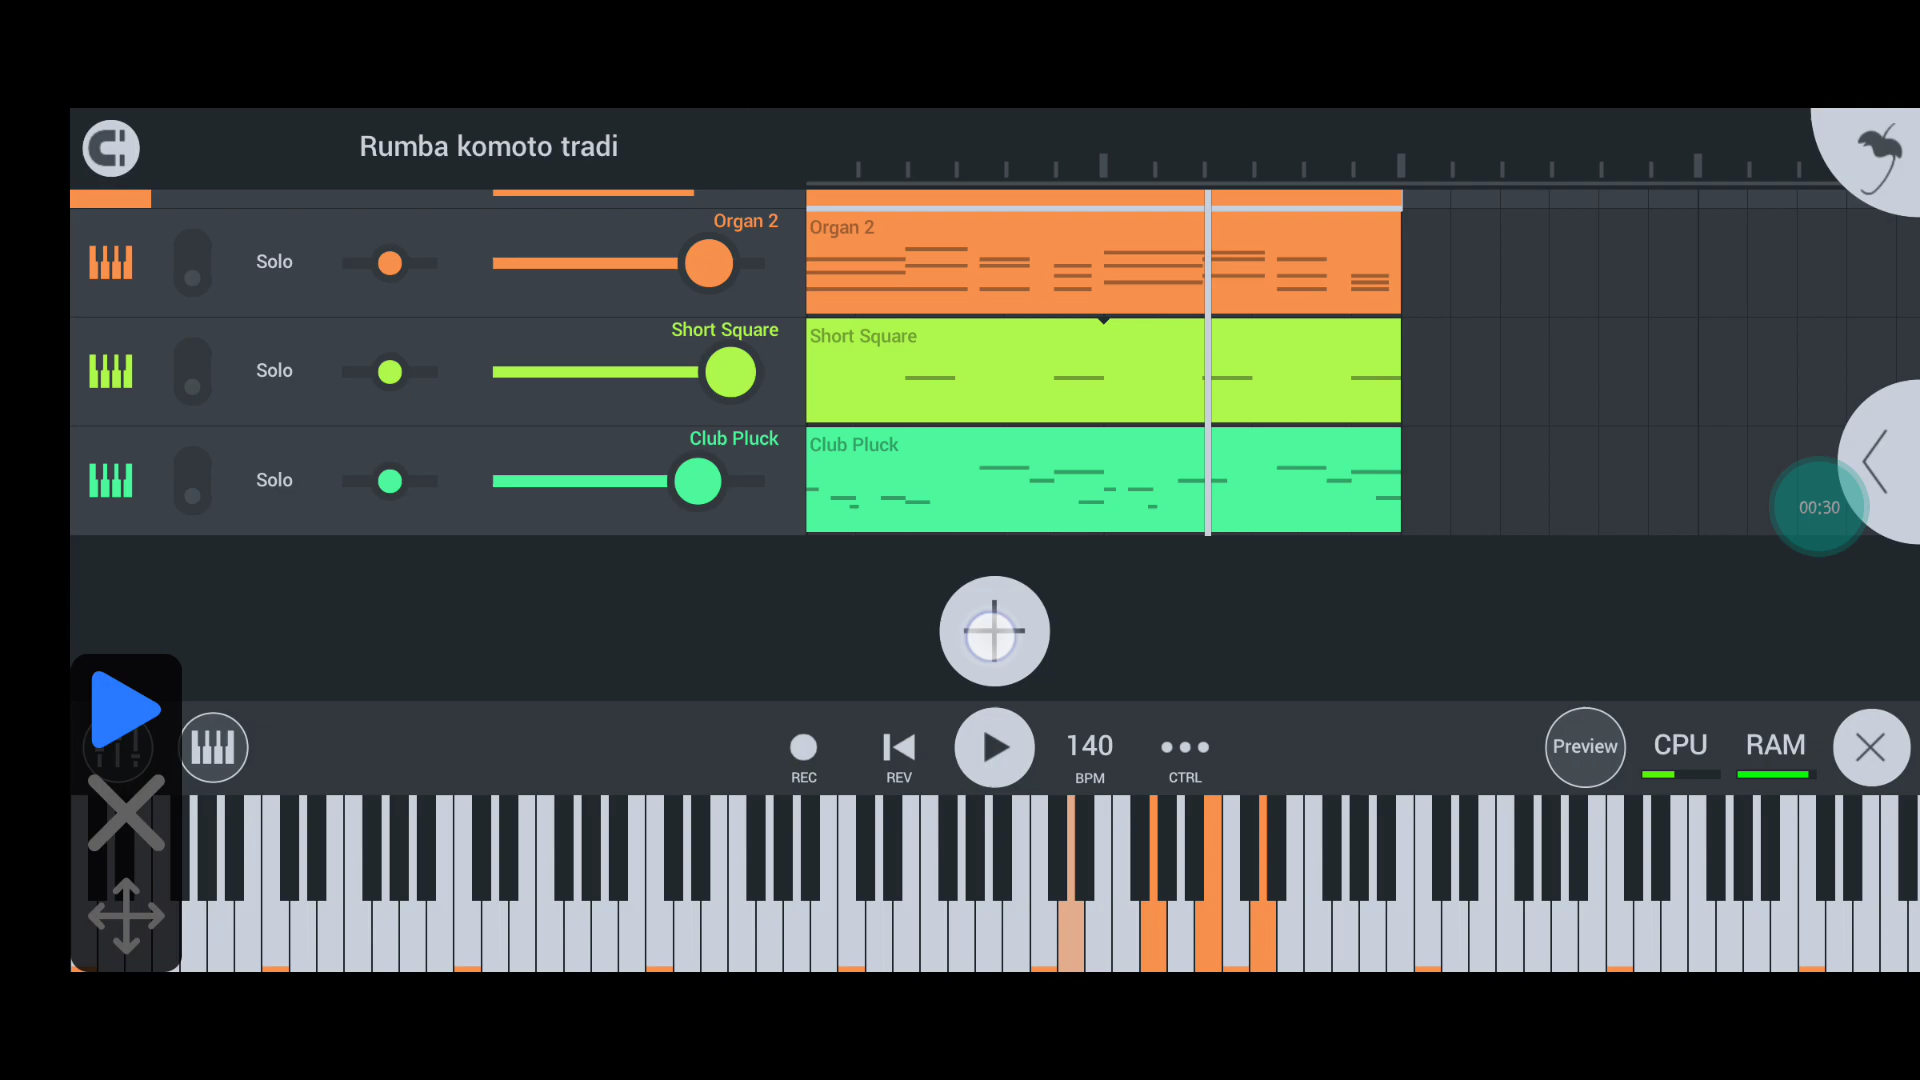 Rumba komoto tradi
Organ 2
Organ 2
Solo
Short Square
Short Square
Solo
Club Pluck
Club Pluck
Solo
00:30
140
Preview
CPU
RAM
REC
REV
BPM
CTRL